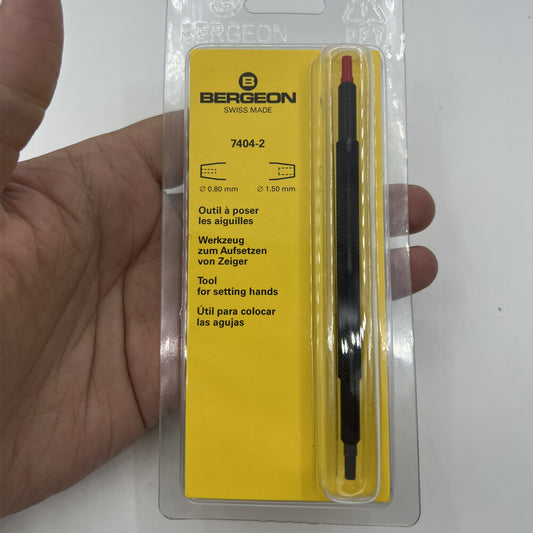 BERGEON
PET
B
BERGEON
SWISS MADE
7404-2
Ø 0.80 mm
Ø 1.50 mm
Outil à poser
les aiguilles
Werkzeug
zum Aufsetzen
von Zeiger
Tool
for setting hands
Útil para colocar
las agujas